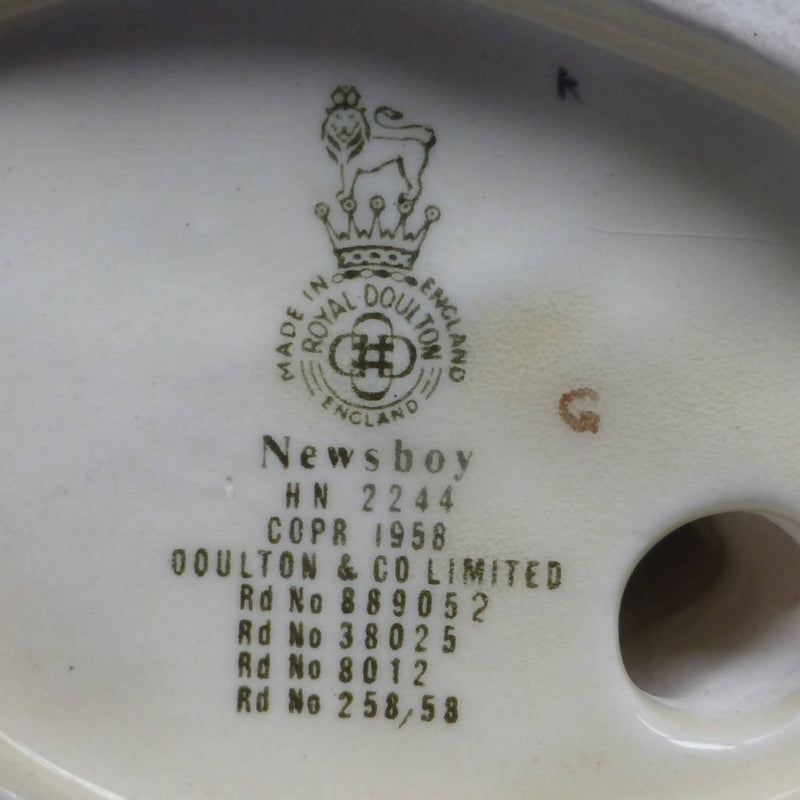 K
MADE IN ENGLAND
ROYAL DOULTON
ENGLAND
G
Newsboy
HN 2244
COPR 1958
DOULTON & CO LIMITED
Rd No 889052
Rd No 38025
Rd No 8012
Rd No 258/58